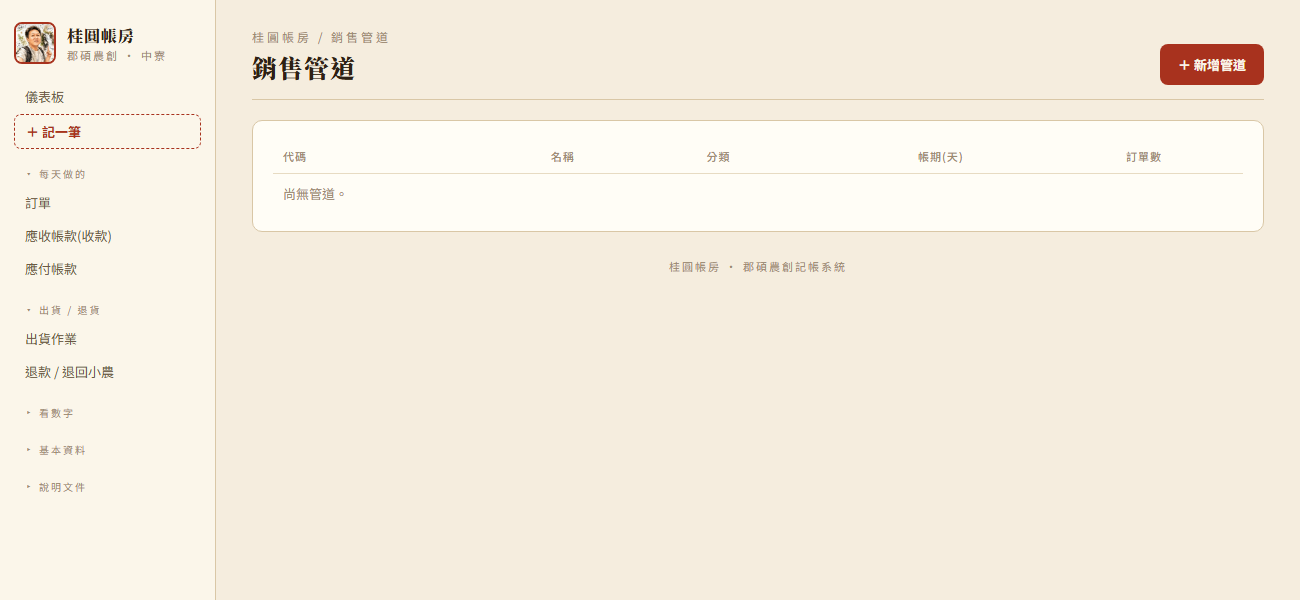 桂圓帳房
郡碩農創 · 中寮
儀表板
＋ 記一筆
每天做的
訂單
應收帳款(收款)
應付帳款
出貨 / 退貨
出貨作業
退款 / 退回小農
看數字
基本資料
說明文件
桂圓帳房 / 銷售管道
銷售管道
＋ 新增管道
代碼 名稱 分類 帳期(天) 訂單數
尚無管道。
桂圓帳房 · 郡碩農創記帳系統